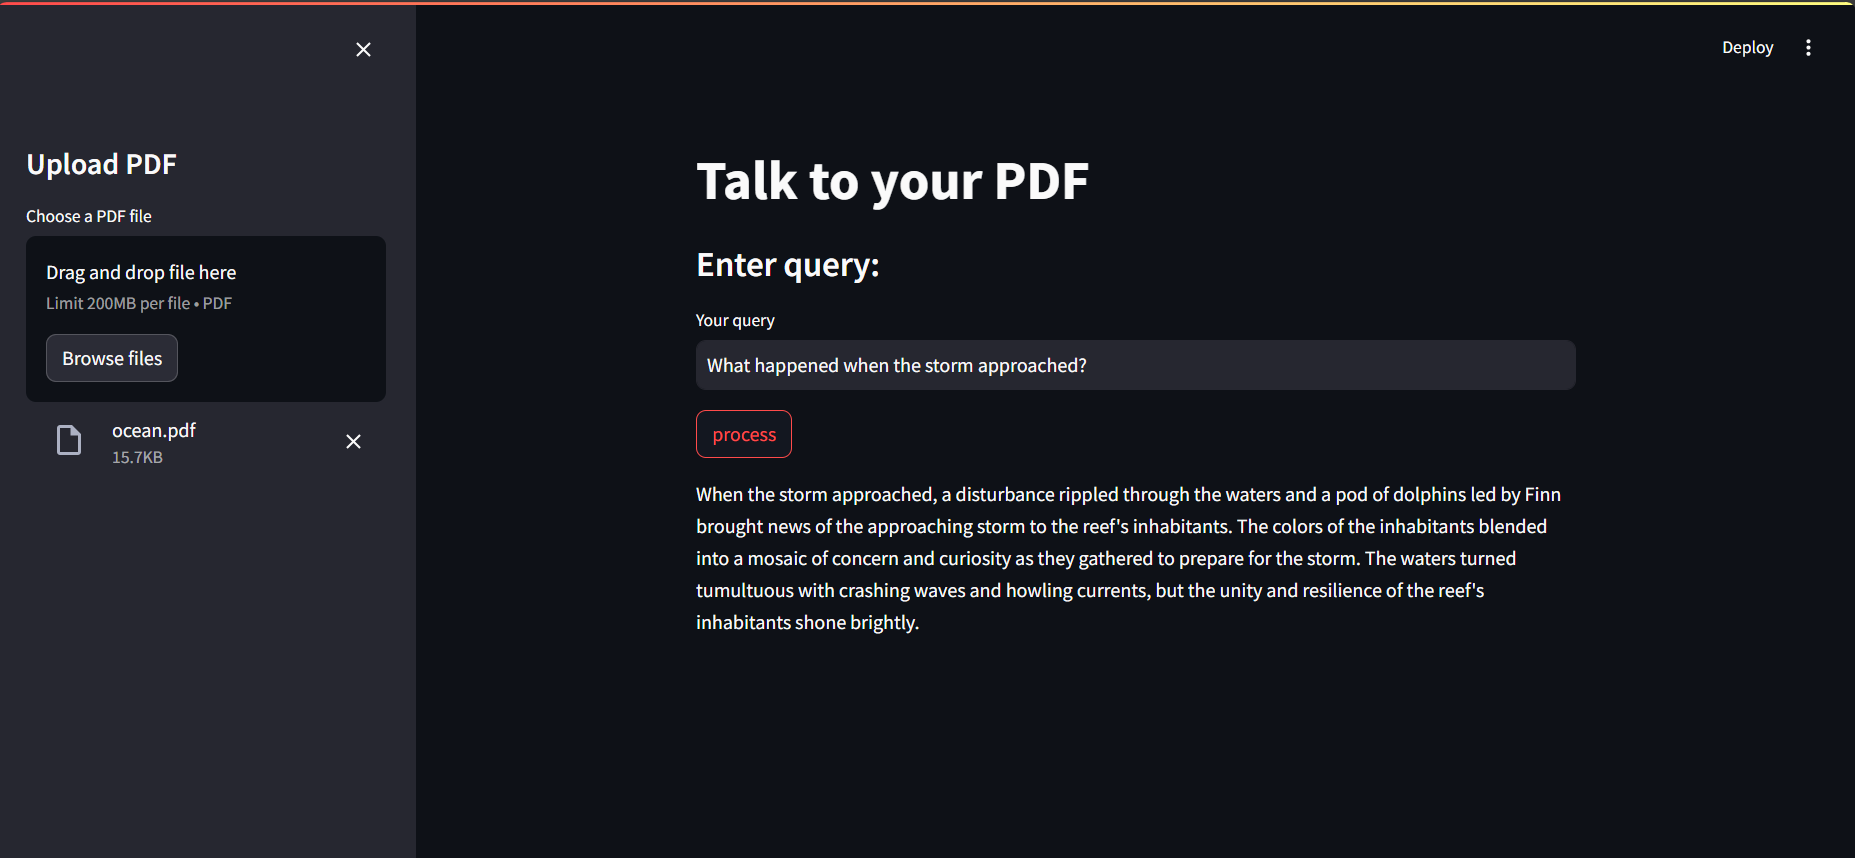 Deploy
Upload PDF
Choose a PDF file
Drag and drop file here
Limit 200MB per file • PDF
Browse files
ocean.pdf
15.7KB
Talk to your PDF
Enter query:
Your query
What happened when the storm approached?
process
When the storm approached, a disturbance rippled through the waters and a pod of dolphins led by Finn
brought news of the approaching storm to the reef's inhabitants. The colors of the inhabitants blended
into a mosaic of concern and curiosity as they gathered to prepare for the storm. The waters turned
tumultuous with crashing waves and howling currents, but the unity and resilience of the reef's
inhabitants shone brightly.